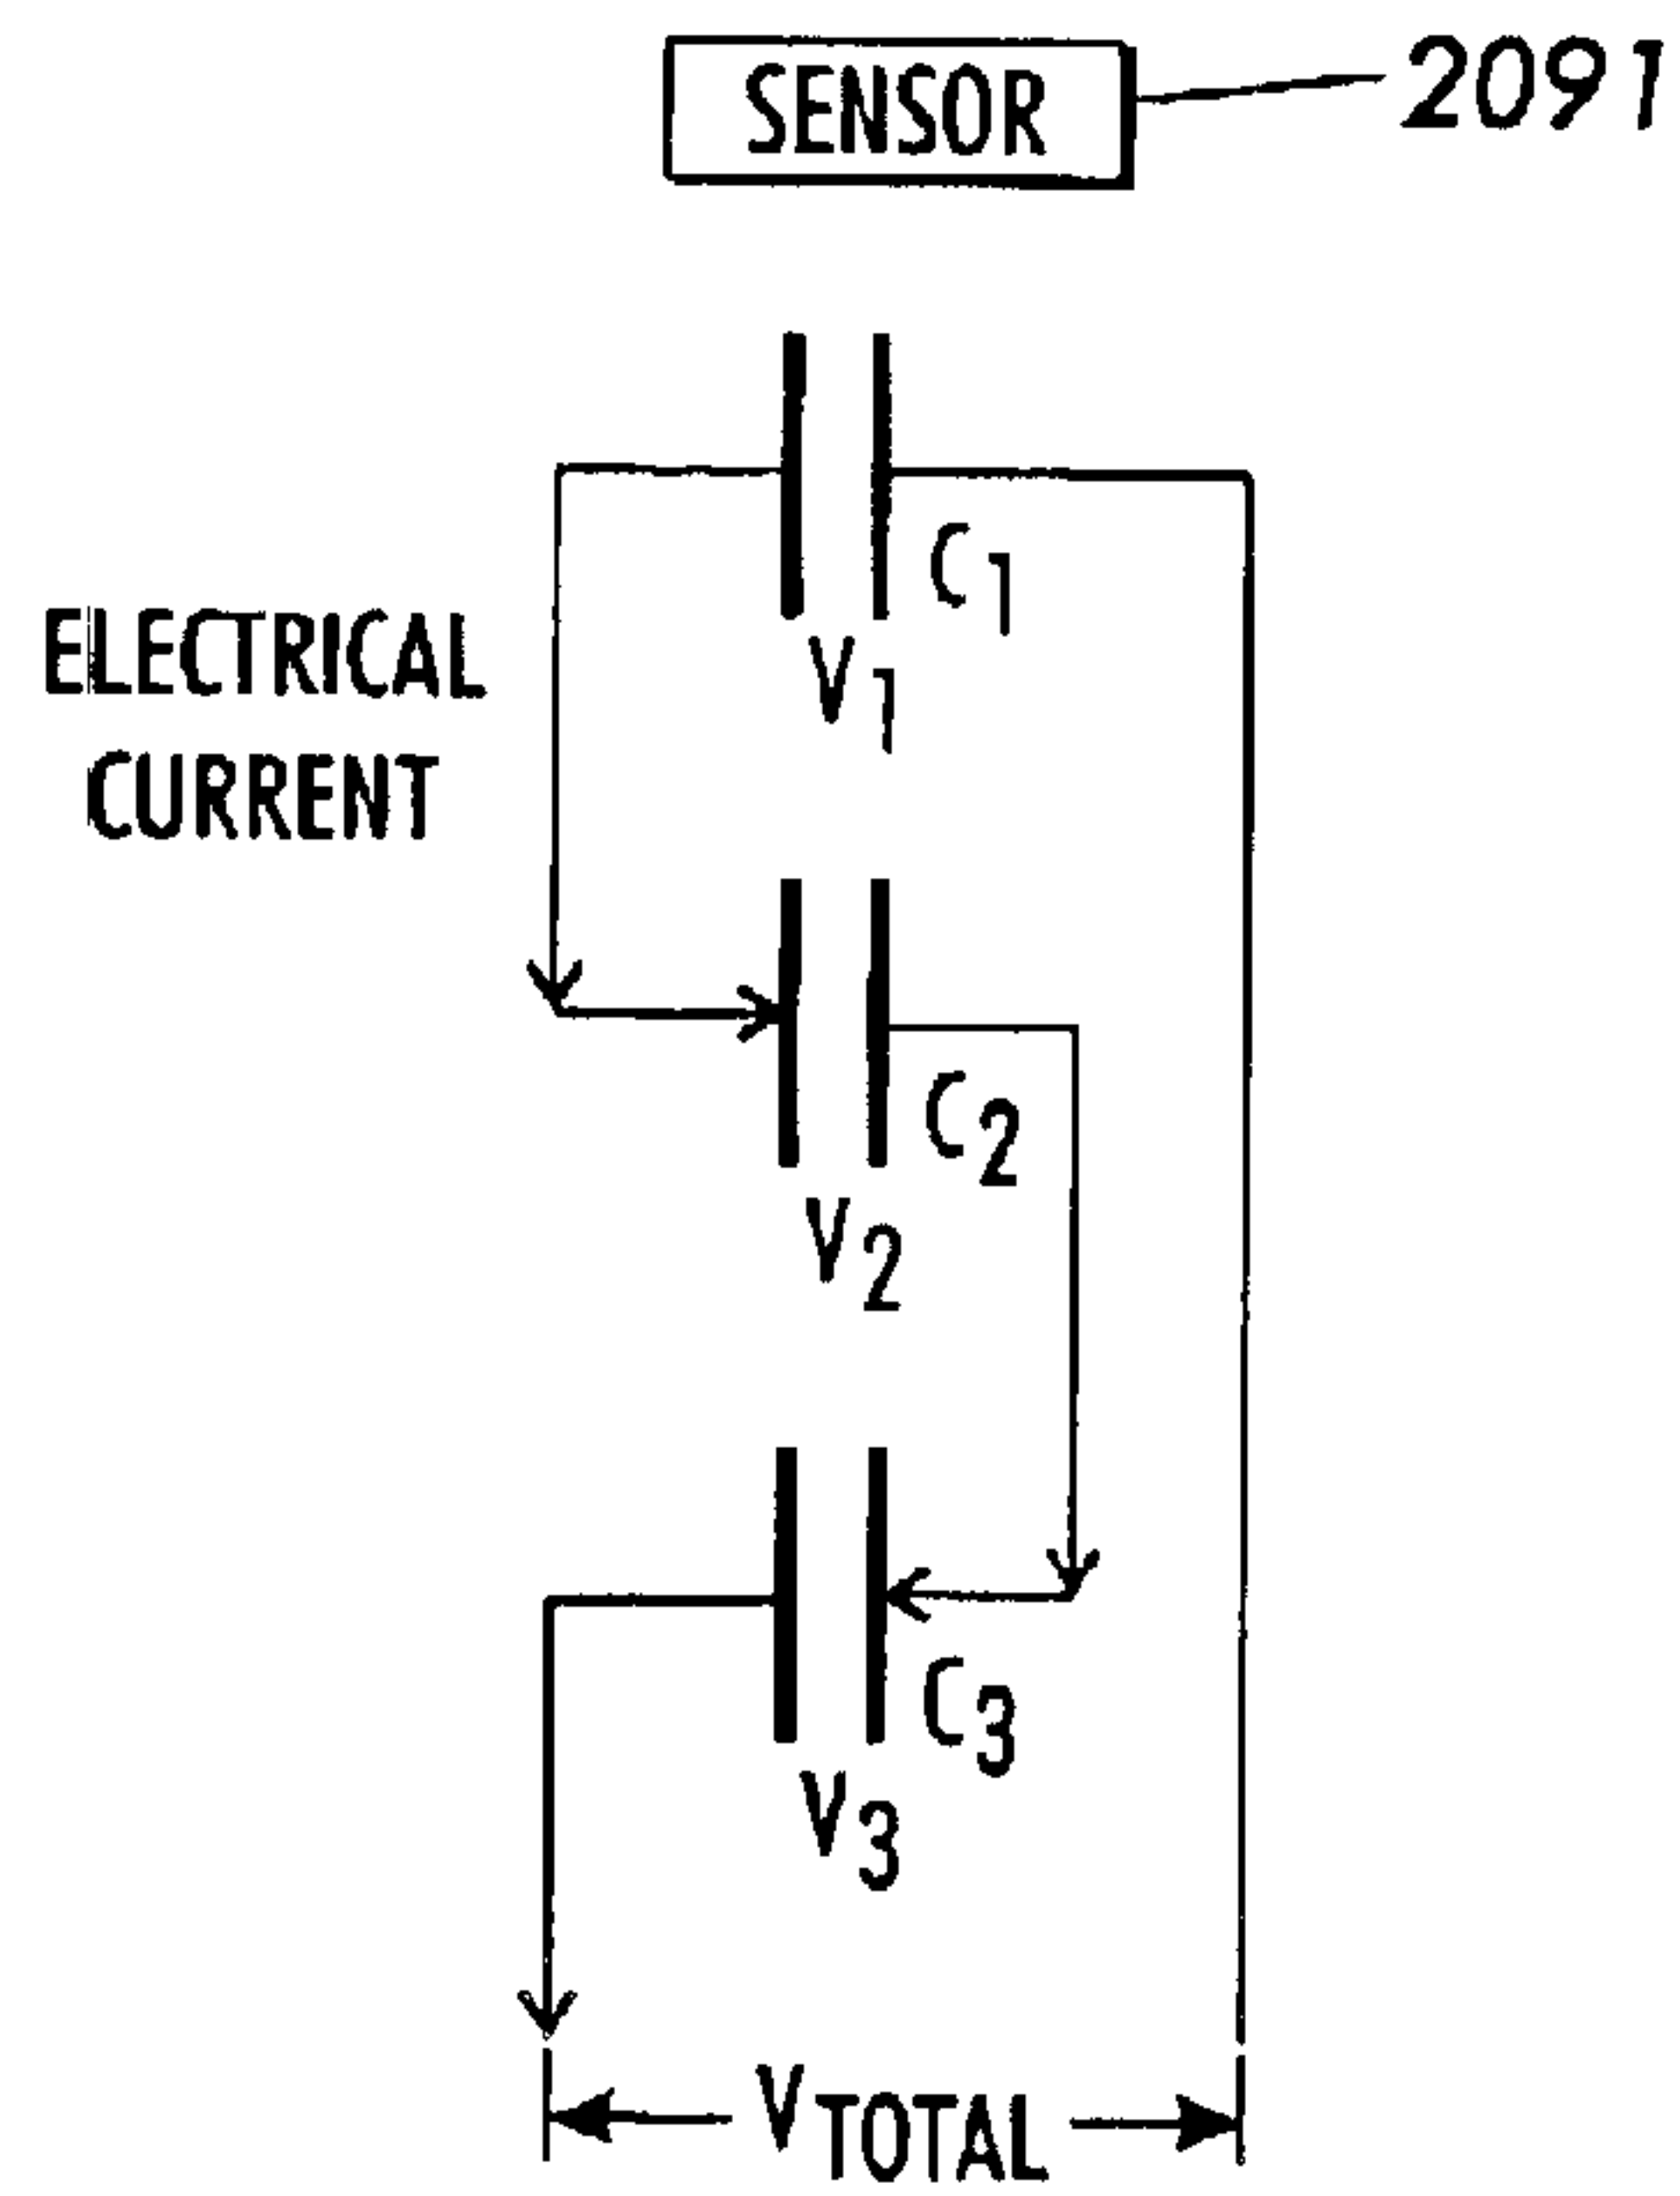 SENSOR
2091
C1
V1
ELECTRICAL
CURRENT
C2
V2
C3
V3
VTOTAL